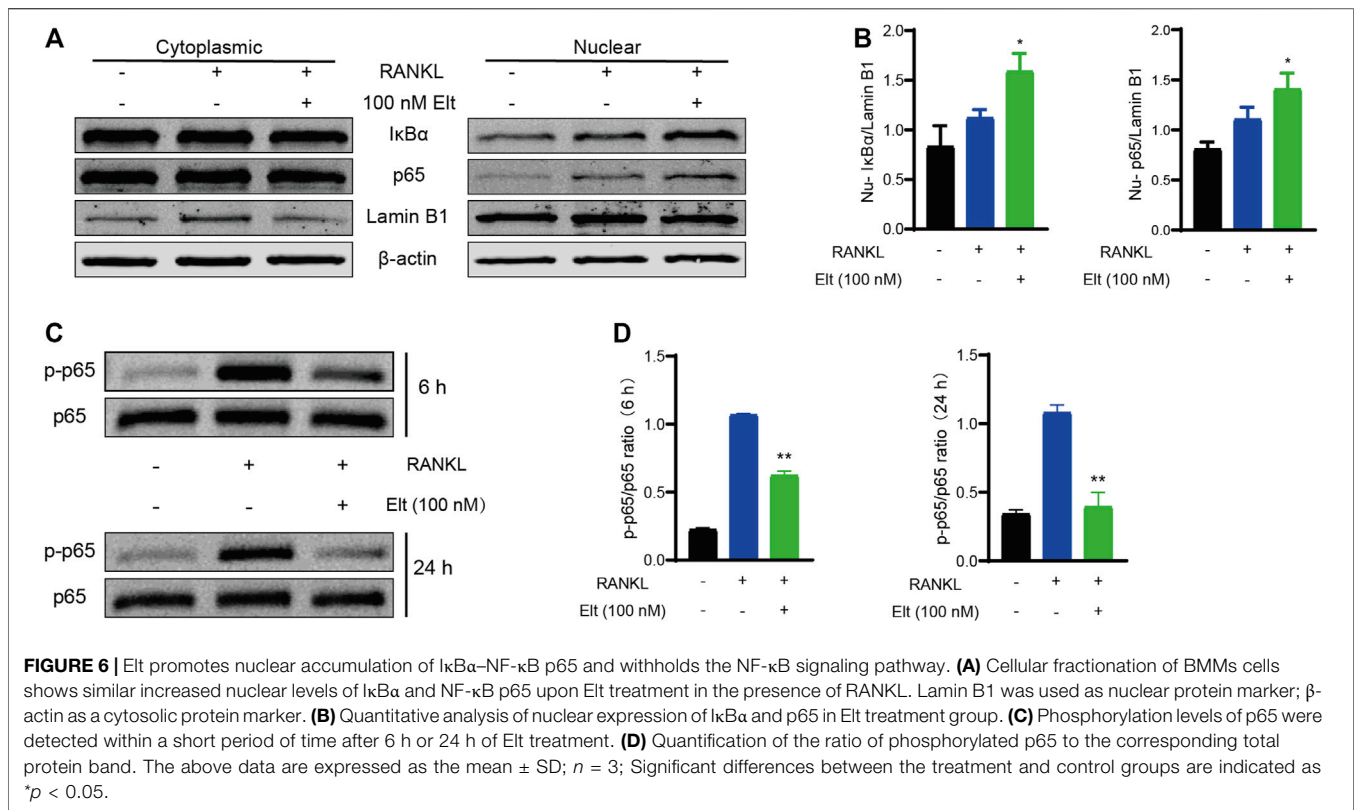 A
Cytoplasmic
Nuclear
- + + RANKL - + +
- - + 100 nM Elt - - +
IκBα
p65
Lamin B1
β-actin
B
Nu- IκBα/Lamin B1
2.0
1.5
1.0
0.5
0.0
*
RANKL - + +
Elt (100 nM) - - +
Nu- p65/Lamin B1
2.0
1.5
1.0
0.5
0.0
*
RANKL - + +
Elt (100 nM) - - +
C
p-p65
p65
6 h
- + + RANKL
- - + Elt (100 nM)
p-p65
p65
24 h
D
p-p65/p65 ratio (6 h)
1.5
1.0
0.5
0.0
**
RANKL - + +
Elt (100 nM) - - +
p-p65/p65 ratio (24 h)
1.5
1.0
0.5
0.0
**
RANKL - + +
Elt (100 nM) - - +
FIGURE 6 | Elt promotes nuclear accumulation of IκBα–NF-κB p65 and withholds the NF-κB signaling pathway. (A) Cellular fractionation of BMMs cells
shows similar increased nuclear levels of IκBα and NF-κB p65 upon Elt treatment in the presence of RANKL. Lamin B1 was used as nuclear protein marker; β-
actin as a cytosolic protein marker. (B) Quantitative analysis of nuclear expression of IκBα and p65 in Elt treatment group. (C) Phosphorylation levels of p65 were
detected within a short period of time after 6 h or 24 h of Elt treatment. (D) Quantification of the ratio of phosphorylated p65 to the corresponding total
protein band. The above data are expressed as the mean ± SD; n = 3; Significant differences between the treatment and control groups are indicated as
*p < 0.05.